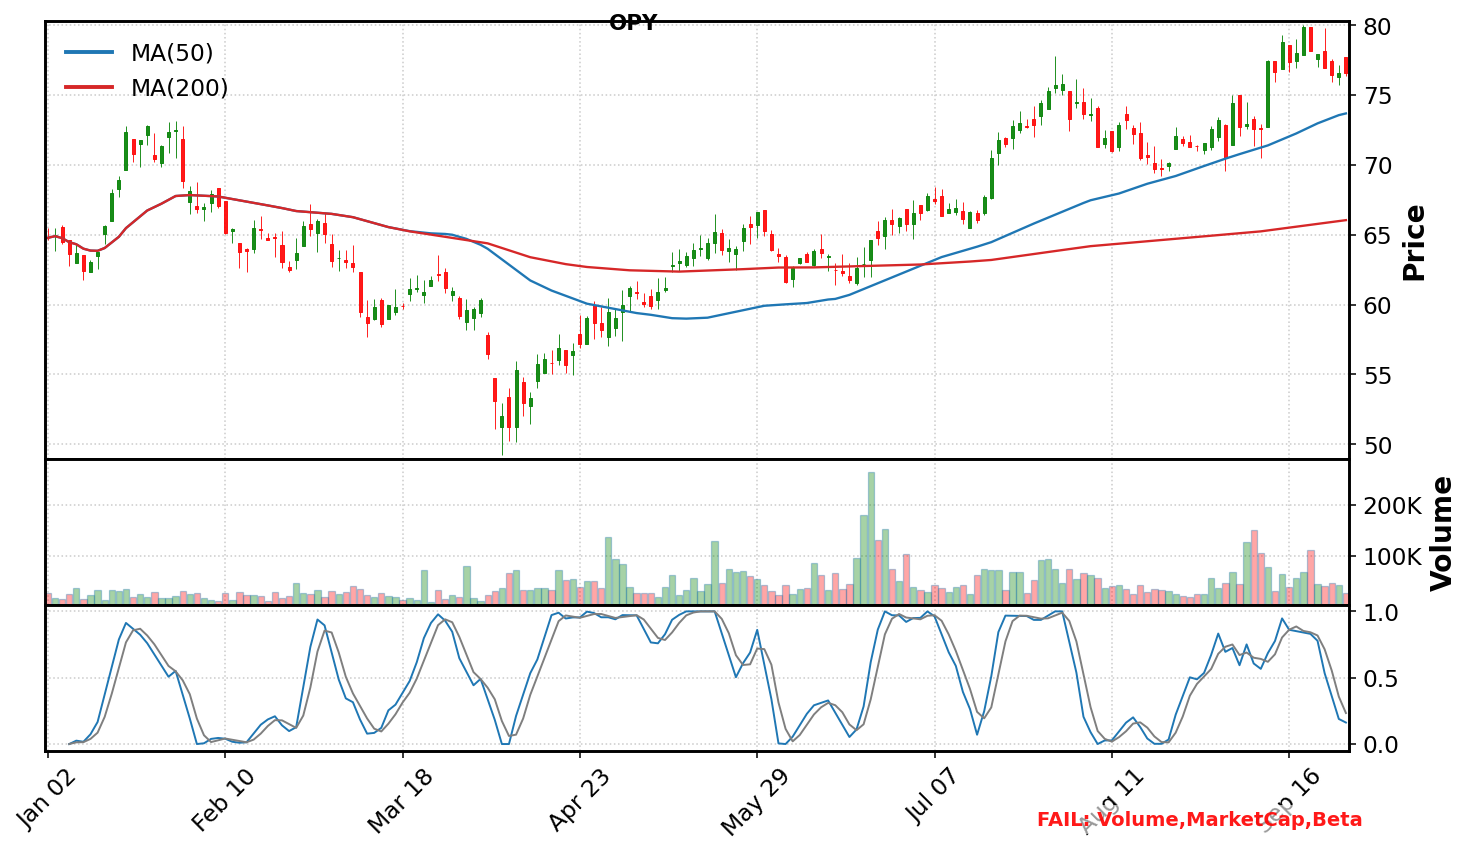 OPY
MA(50)
MA(200)
80
75
70
65
60
55
50
Price
200K
100K
Volume
1.0
0.5
0.0
Jan 02
Feb 10
Mar 18
Apr 23
May 29
Jul 07
Aug 11
Sep 16
FAIL: Volume,MarketCap,Beta